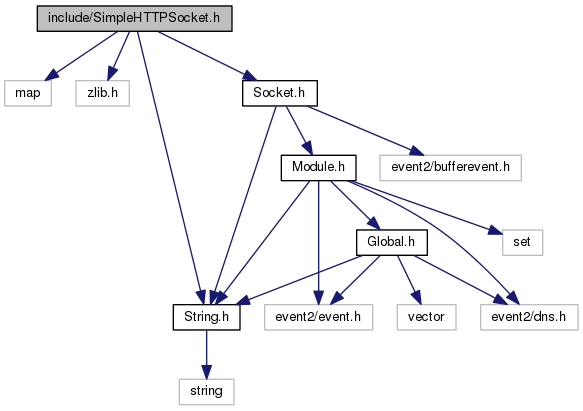 include/SimpleHTTPSocket.h
map
zlib.h
Socket.h
Module.h
event2/bufferevent.h
Global.h
set
String.h
event2/event.h
vector
event2/dns.h
string